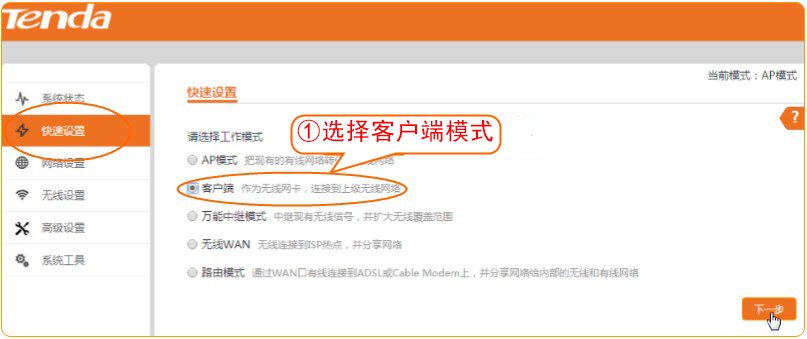 Tenda
当前模式：AP模式
系统状态
快速设置
网络设置
无线设置
高级设置
系统工具
快速设置
?
请选择工作模式
①选择客户端模式
AP模式 把现有的有线网络转 线网络
客户端 作为无线网卡，连接到上级无线网络
万能中继模式 中继现有无线信号，并扩大无线覆盖范围
无线WAN 无线连接到ISP热点，并分享网络
路由模式 通过WAN口有线连接到ADSL或Cable Modem上，并分享网络给内部的无线和有线网络
下一步